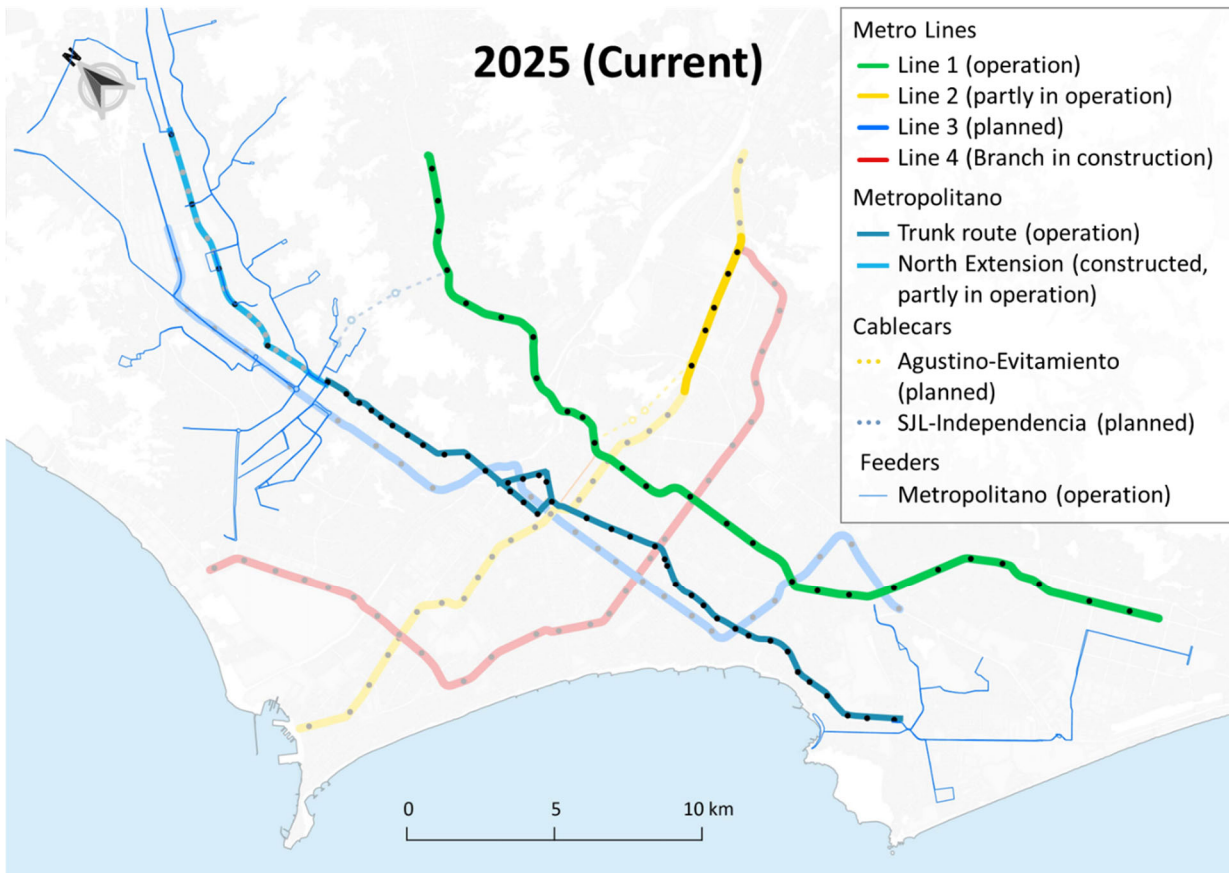 N
2025 (Current)
Metro Lines
Line 1 (operation)
Line 2 (partly in operation)
Line 3 (planned)
Line 4 (Branch in construction)
Metropolitano
Trunk route (operation)
North Extension (constructed,
partly in operation)
Cablecars
Agustino-Evitamiento
(planned)
SJL-Independencia (planned)
Feeders
Metropolitano (operation)
0 5 10 km